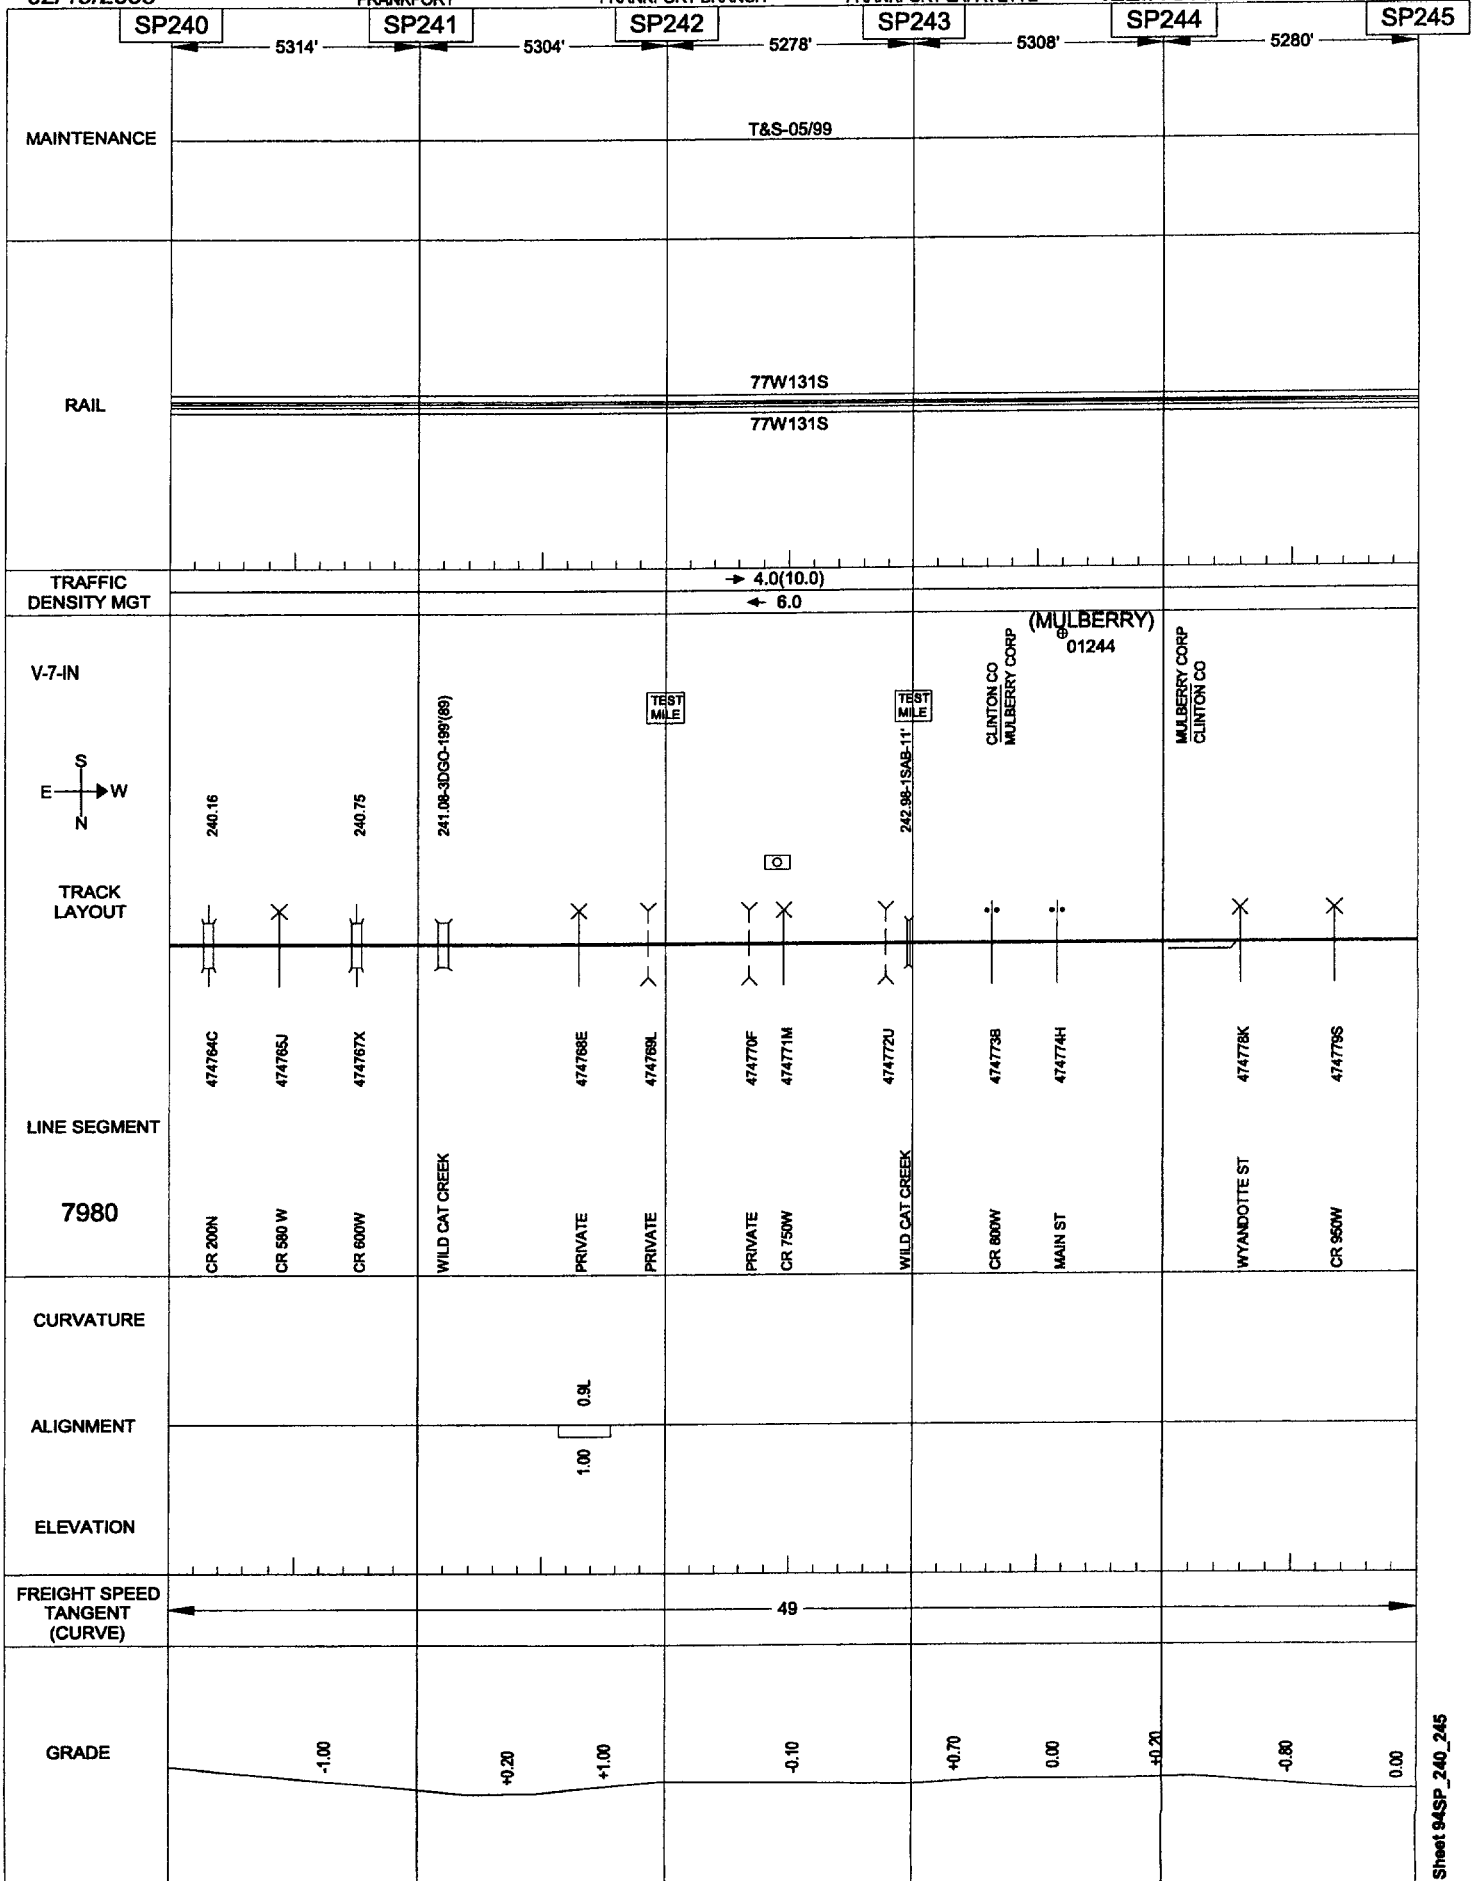 SP240 SP241 SP242 SP243 SP244 SP245
5314' 5304' 5278' 5308' 5280'
MAINTENANCE
T&S-05/99
RAIL
77W131S
77W131S
TRAFFIC
DENSITY MGT
4.0(10.0)
6.0
V-7-IN
(MULBERRY)
01244
CLINTON CO
MULBERRY CORP
MULBERRY CORP
CLINTON CO
TEST
MILE
TEST
MILE
S
E W
N
240.16
240.75
241.08-3DGO-199'(89)
242.98-1SAB-11'
TRACK
LAYOUT
474764C
474765J
474767X
474768E
474769L
474770F
474771M
474772U
474773B
474774H
474778K
474779S
LINE SEGMENT
7980
CR 200N
CR 580 W
CR 600W
WILD CAT CREEK
PRIVATE
PRIVATE
PRIVATE
CR 750W
WILD CAT CREEK
CR 800W
MAIN ST
WYANDOTTE ST
CR 950W
CURVATURE
0.9L
ALIGNMENT
1.00
ELEVATION
FREIGHT SPEED
TANGENT
(CURVE)
49
GRADE
-1.00
+0.20
+1.00
-0.10
+0.70
0.00
+0.20
-0.80
0.00
Sheet 94SP_240_245